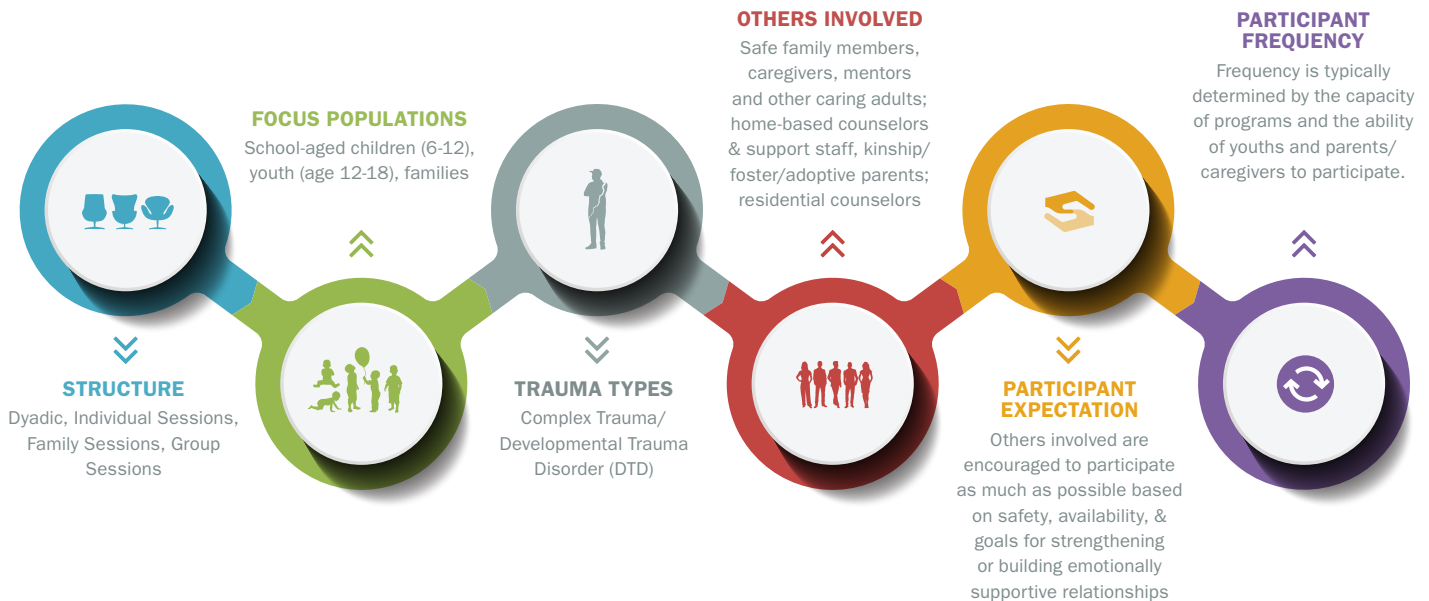 STRUCTURE
Dyadic, Individual Sessions,
Family Sessions, Group
Sessions
FOCUS POPULATIONS
School-aged children (6-12),
youth (age 12-18), families
TRAUMA TYPES
Complex Trauma/
Developmental Trauma
Disorder (DTD)
OTHERS INVOLVED
Safe family members,
caregivers, mentors
and other caring adults;
home-based counselors
& support staff, kinship/
foster/adoptive parents;
residential counselors
PARTICIPANT
EXPECTATION
Others involved are
encouraged to participate
as much as possible based
on safety, availability, &
goals for strengthening
or building emotionally
supportive relationships
PARTICIPANT
FREQUENCY
Frequency is typically
determined by the capacity
of programs and the ability
of youths and parents/
caregivers to participate.